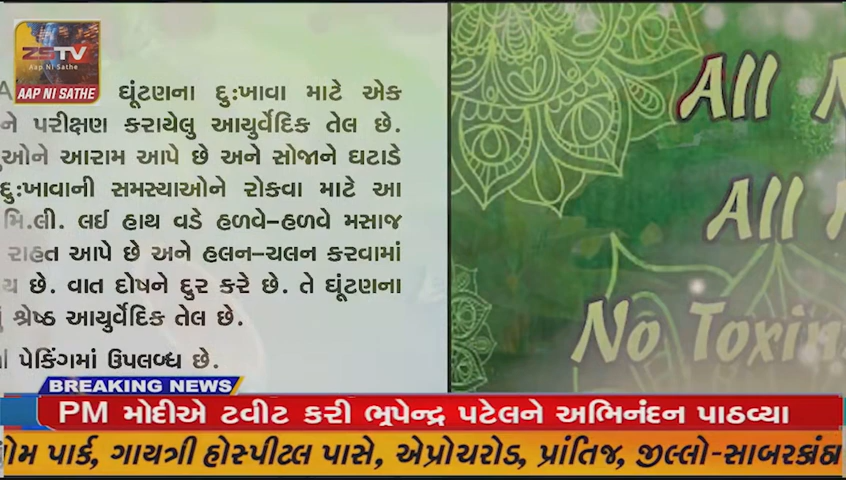 ZSTV
Aap Ni Sathe
AAP NI SATHE
ઘૂંટણના દુઃખાવા માટે એક
ને પરીક્ષણ કરાયેલુ આયુર્વેદિક તેલ છે.
ુઓને આરામ આપે છે અને સોજાને ઘટાડે
દુઃખાવાની સમસ્યાઓને રોકવા માટે આ
મિ.લી. લઈ હાથ વડે હળવે-હળવે મસાજ
રાહત આપે છે અને હલન-ચલન કરવામાં
ય છે. વાત દોષને દુર કરે છે. તે ઘૂંટણના
શ્રેષ્ઠ આયુર્વેદિક તેલ છે.
પેકિંગમાં ઉપલબ્ધ છે.
All N
All
No Toxin
BREAKING NEWS
PM મોદીએ ટવીટ કરી ભૂપેન્દ્ર પટેલને અભિનંદન પાઠવ્યા
ોમ પાર્ક, ગાયત્રી હોસ્પીટલ પાસે, એપ્રોચરોડ, પ્રાંતિજ, જીલ્લો-સાબરકાંઠા